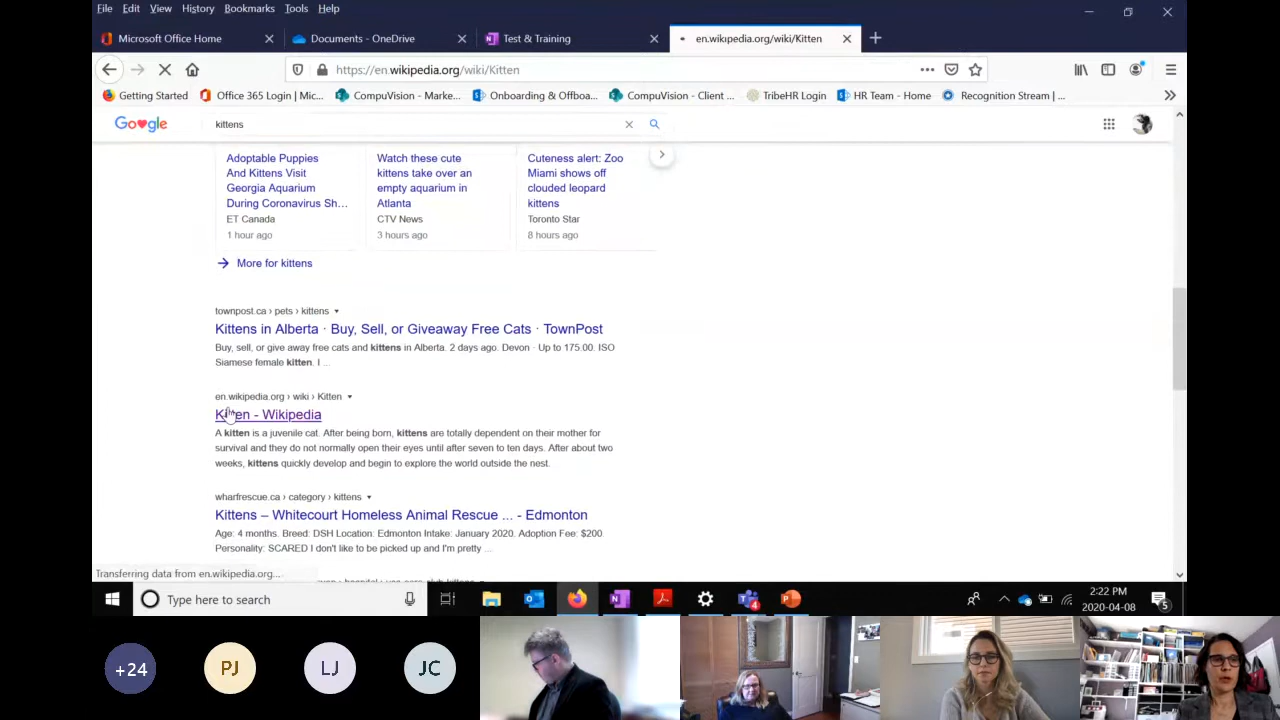 File Edit View History Bookmarks Tools Help
Microsoft Office Home
Documents - OneDrive
Test & Training
en.wikipedia.org/wiki/Kitten
https://en.wikipedia.org/wiki/Kitten
Getting Started Office 365 Login | Mic... CompuVision - Marke... Onboarding & Offboa... CompuVision - Client ... TribeHR Login HR Team - Home Recognition Stream | ...
Google
kittens
Adoptable Puppies
And Kittens Visit
Georgia Aquarium
During Coronavirus Sh…
ET Canada
1 hour ago
Watch these cute
kittens take over an
empty aquarium in
Atlanta
CTV News
3 hours ago
Cuteness alert: Zoo
Miami shows off
clouded leopard
kittens
Toronto Star
8 hours ago
More for kittens
townpost.ca › pets › kittens
Kittens in Alberta · Buy, Sell, or Giveaway Free Cats · TownPost
Buy, sell, or give away free cats and kittens in Alberta. 2 days ago. Devon · Up to 175.00. ISO
Siamese female kitten. I ...
en.wikipedia.org › wiki › Kitten
Kitten - Wikipedia
A kitten is a juvenile cat. After being born, kittens are totally dependent on their mother for
survival and they do not normally open their eyes until after seven to ten days. After about two
weeks, kittens quickly develop and begin to explore the world outside the nest.
wharfrescue.ca › category › kittens
Kittens – Whitecourt Homeless Animal Rescue ... - Edmonton
Age: 4 months. Breed: DSH Location: Edmonton Intake: January 2020. Adoption Fee: $200.
Personality: SCARED I don't like to be picked up and I'm pretty ...
Transferring data from en.wikipedia.org...
Type here to search
4
2:22 PM
2020-04-08
5
+24
PJ
LJ
JC